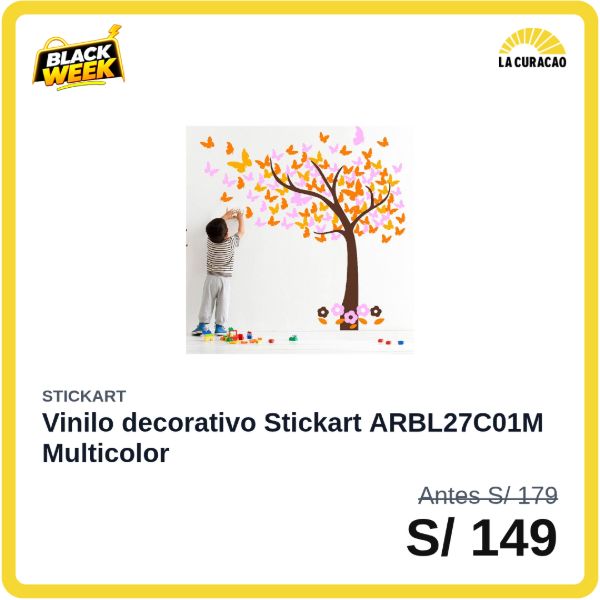 BLACK
WEEK
LA CURACAO
STICKART
Vinilo decorativo Stickart ARBL27C01M
Multicolor
Antes S/ 179
S/ 149